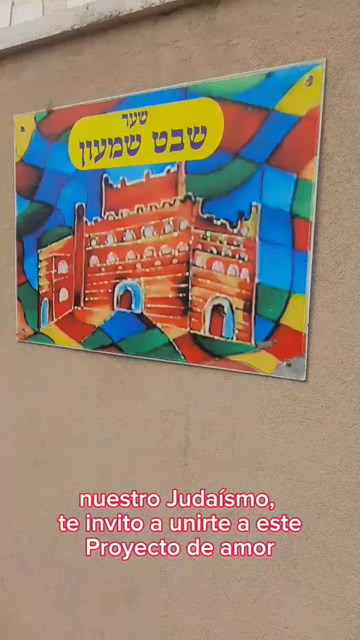 שער
שבט שמעון
nuestro Judaísmo,
te invito a unirte a este
Proyecto de amor